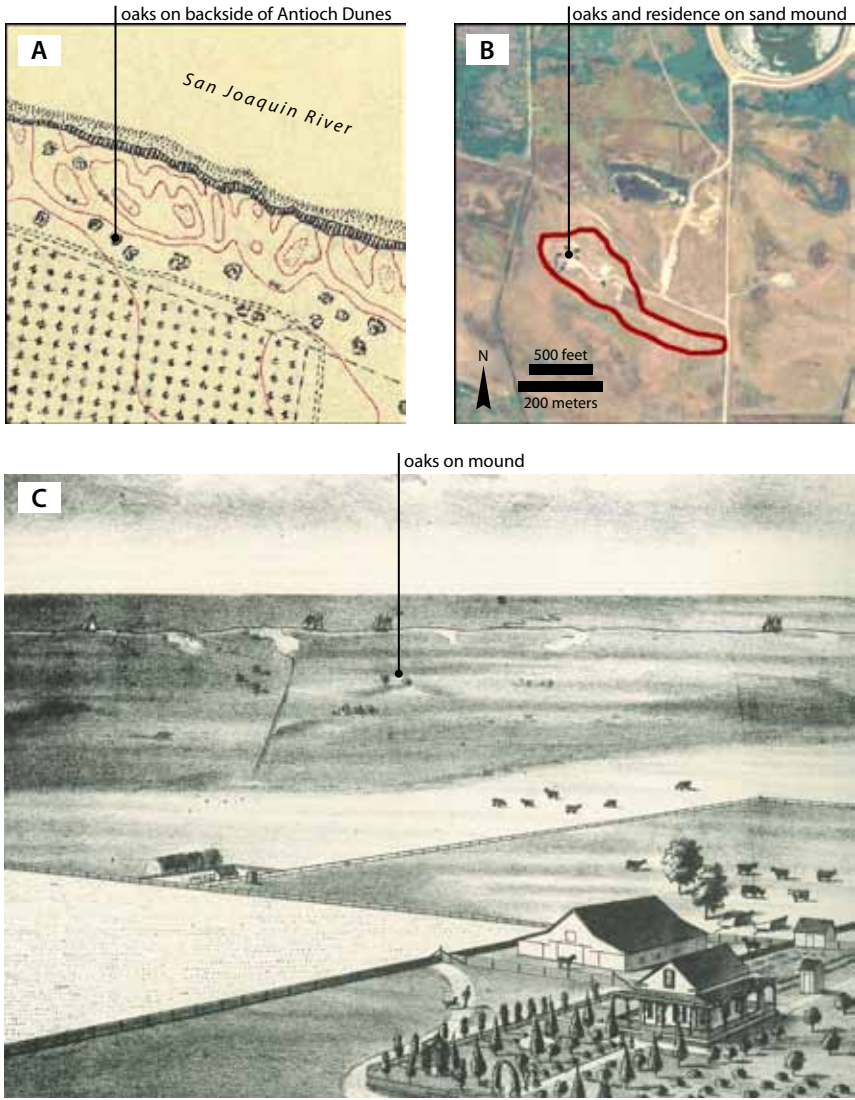 oaks on backside of Antioch Dunes
A
San Joaquin River
oaks and residence on sand mound
B
N
500 feet
200 meters
oaks on mound
C